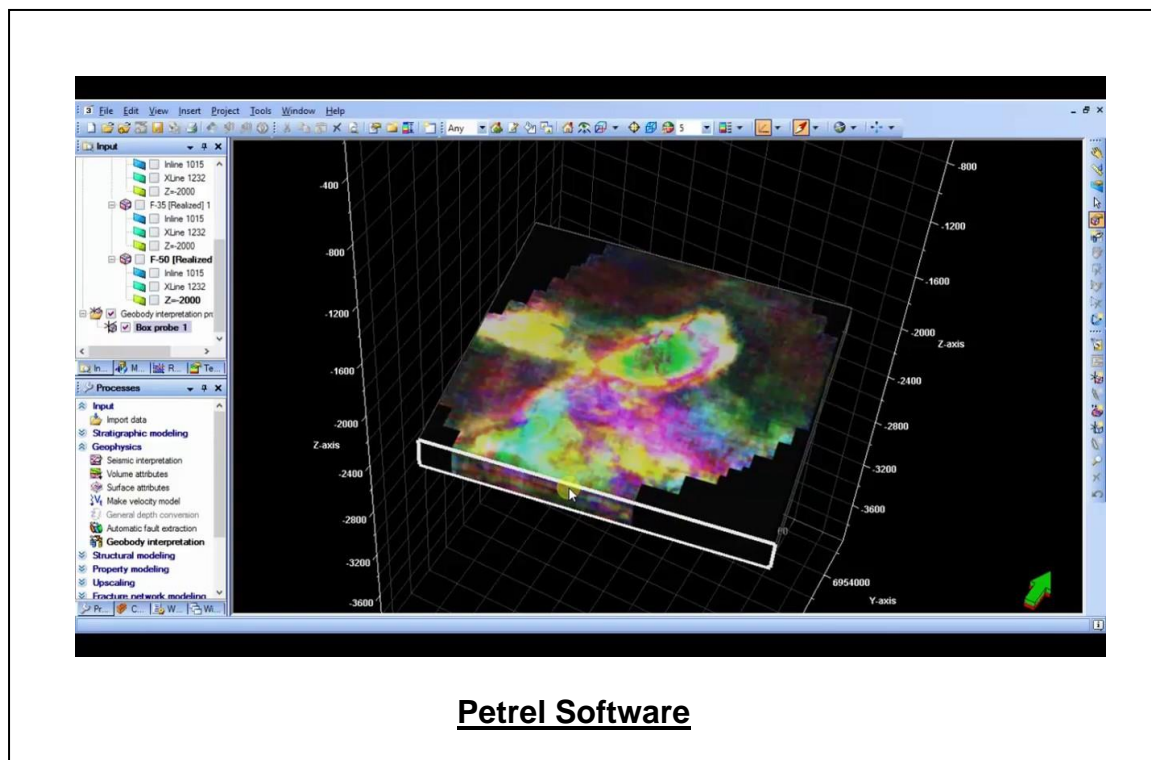 File Edit View Insert Project Tools Window Help
Any
5
Input
Inline 1015
XLine 1232
Z=-2000
F-35 [Realized] 1
Inline 1015
XLine 1232
Z=-2000
F-50 [Realized
Inline 1015
XLine 1232
Z=-2000
Geobody interpretation pr
Box probe 1
In... M... R... Te...
Processes
Input
Import data
Stratigraphic modeling
Geophysics
Seismic interpretation
Volume attributes
Surface attributes
Make velocity model
General depth conversion
Automatic fault extraction
Geobody interpretation
Structural modeling
Property modeling
Upscaling
Fracture network modeling
Pr... C... W... Wi...
-400
-800
-1200
-1600
-2000
Z-axis
-2400
-2800
-3200
-3600
-800
-1200
-1600
-2000
Z-axis
-2400
-2800
-3200
-3600
6954000
Y-axis
Petrel Software